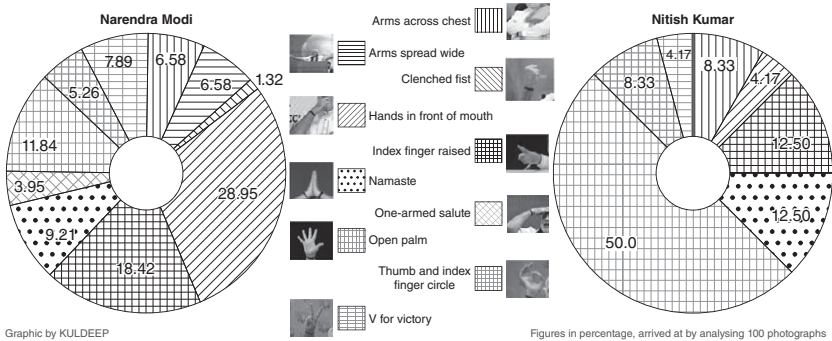 Narendra Modi
7.89
6.58
6.58
1.32
28.95
18.42
9.21
3.95
11.84
5.26
Arms across chest
Arms spread wide
Clenched fist
Hands in front of mouth
Index finger raised
Namaste
One-armed salute
Open palm
Thumb and index
finger circle
V for victory
Nitish Kumar
4.17
8.33
4.17
12.50
12.50
50.0
8.33
Graphic by KULDEEP
Figures in percentage, arrived at by analysing 100 photographs